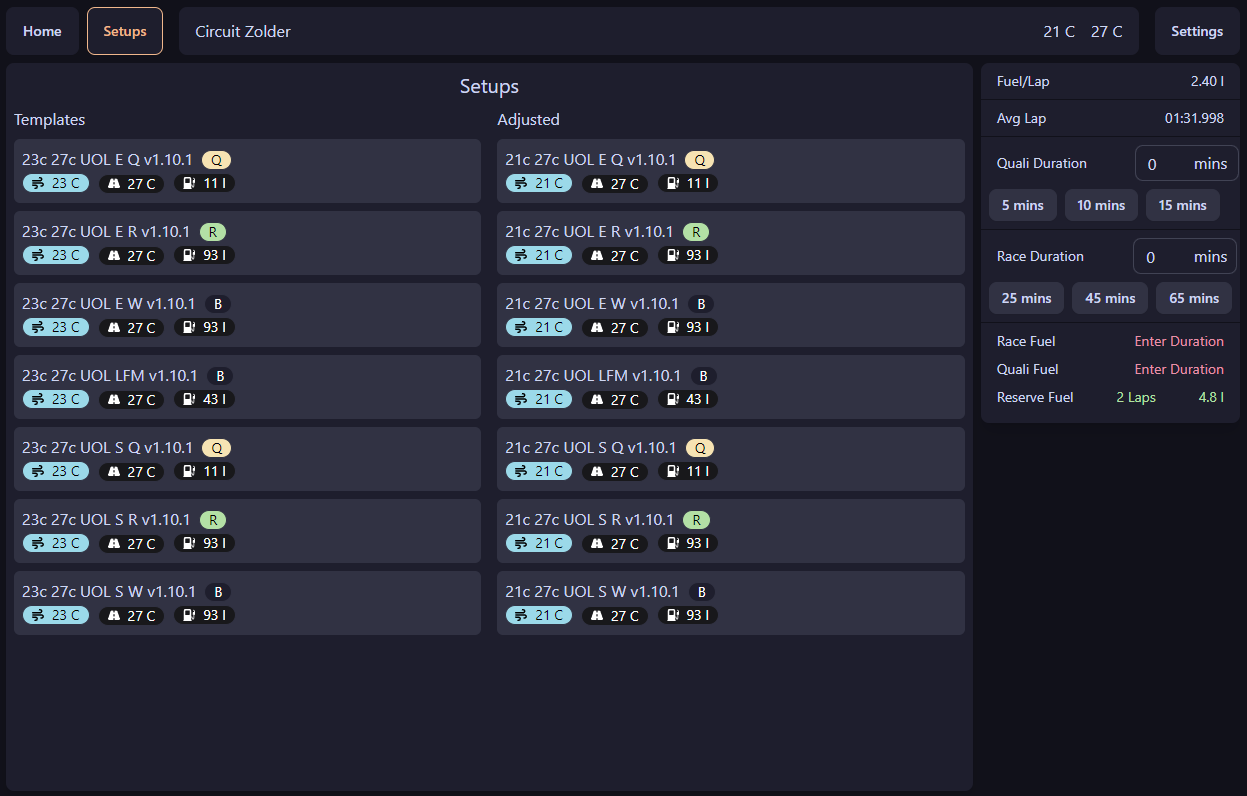 Home
Setups
Circuit Zolder
21 C 27 C
Settings
Setups
Templates
23c 27c UOL E Q v1.10.1 Q
23 C 27 C 11 l
23c 27c UOL E R v1.10.1 R
23 C 27 C 93 l
23c 27c UOL E W v1.10.1 B
23 C 27 C 93 l
23c 27c UOL LFM v1.10.1 B
23 C 27 C 43 l
23c 27c UOL S Q v1.10.1 Q
23 C 27 C 11 l
23c 27c UOL S R v1.10.1 R
23 C 27 C 93 l
23c 27c UOL S W v1.10.1 B
23 C 27 C 93 l
Adjusted
21c 27c UOL E Q v1.10.1 Q
21 C 27 C 11 l
21c 27c UOL E R v1.10.1 R
21 C 27 C 93 l
21c 27c UOL E W v1.10.1 B
21 C 27 C 93 l
21c 27c UOL LFM v1.10.1 B
21 C 27 C 43 l
21c 27c UOL S Q v1.10.1 Q
21 C 27 C 11 l
21c 27c UOL S R v1.10.1 R
21 C 27 C 93 l
21c 27c UOL S W v1.10.1 B
21 C 27 C 93 l
Fuel/Lap 2.40 l
Avg Lap 01:31.998
Quali Duration 0 mins
5 mins 10 mins 15 mins
Race Duration 0 mins
25 mins 45 mins 65 mins
Race Fuel Enter Duration
Quali Fuel Enter Duration
Reserve Fuel 2 Laps 4.8 l